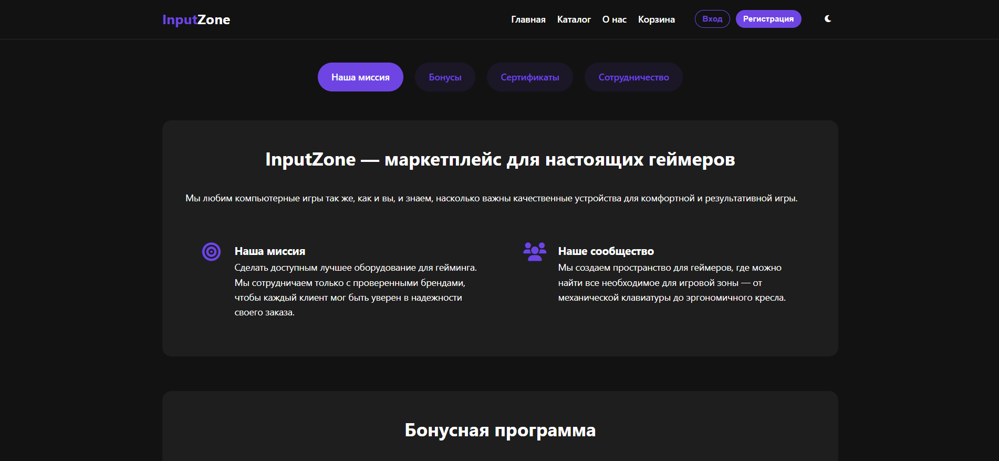 InputZone
Главная Каталог О нас Корзина Вход Регистрация
Наша миссия Бонусы Сертификаты Сотрудничество
InputZone — маркетплейс для настоящих геймеров
Мы любим компьютерные игры так же, как и вы, и знаем, насколько важны качественные устройства для комфортной и результативной игры.
Наша миссия
Сделать доступным лучшее оборудование для гейминга.
Мы сотрудничаем только с проверенными брендами,
чтобы каждый клиент мог быть уверен в надежности
своего заказа.
Наше сообщество
Мы создаем пространство для геймеров, где можно
найти все необходимое для игровой зоны — от
механической клавиатуры до эргономичного кресла.
Бонусная программа